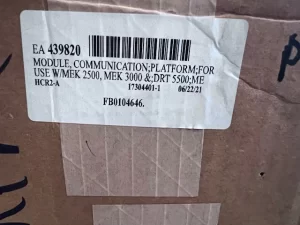 EA 439820
MODULE, COMMUNICATION;PLATFORM;FOR
USE W/MEK 2500, MEK 3000 &;DRT 5500;ME
HCR2-A 17304401-1 06/22/21
FB0104646.